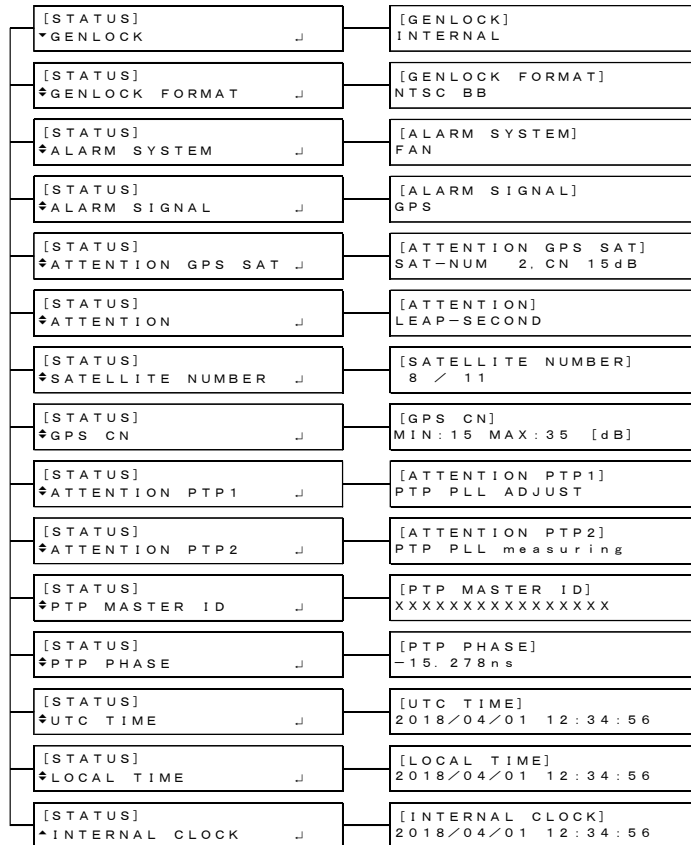 [STATUS]
GENLOCK ↵
[GENLOCK]
INTERNAL
[STATUS]
GENLOCK FORMAT ↵
[GENLOCK FORMAT]
NTSC BB
[STATUS]
ALARM SYSTEM ↵
[ALARM SYSTEM]
FAN
[STATUS]
ALARM SIGNAL ↵
[ALARM SIGNAL]
GPS
[STATUS]
ATTENTION GPS SAT ↵
[ATTENTION GPS SAT]
SAT-NUM 2, CN 15dB
[STATUS]
ATTENTION ↵
[ATTENTION]
LEAP-SECOND
[STATUS]
SATELLITE NUMBER ↵
[SATELLITE NUMBER]
8 / 11
[STATUS]
GPS CN ↵
[GPS CN]
MIN:15 MAX:35 [dB]
[STATUS]
ATTENTION PTP1 ↵
[ATTENTION PTP1]
PTP PLL ADJUST
[STATUS]
ATTENTION PTP2 ↵
[ATTENTION PTP2]
PTP PLL measuring
[STATUS]
PTP MASTER ID ↵
[PTP MASTER ID]
XXXXXXXXXXXXXXXX
[STATUS]
PTP PHASE ↵
[PTP PHASE]
-15.278ns
[STATUS]
UTC TIME ↵
[UTC TIME]
2018/04/01 12:34:56
[STATUS]
LOCAL TIME ↵
[LOCAL TIME]
2018/04/01 12:34:56
[STATUS]
INTERNAL CLOCK ↵
[INTERNAL CLOCK]
2018/04/01 12:34:56